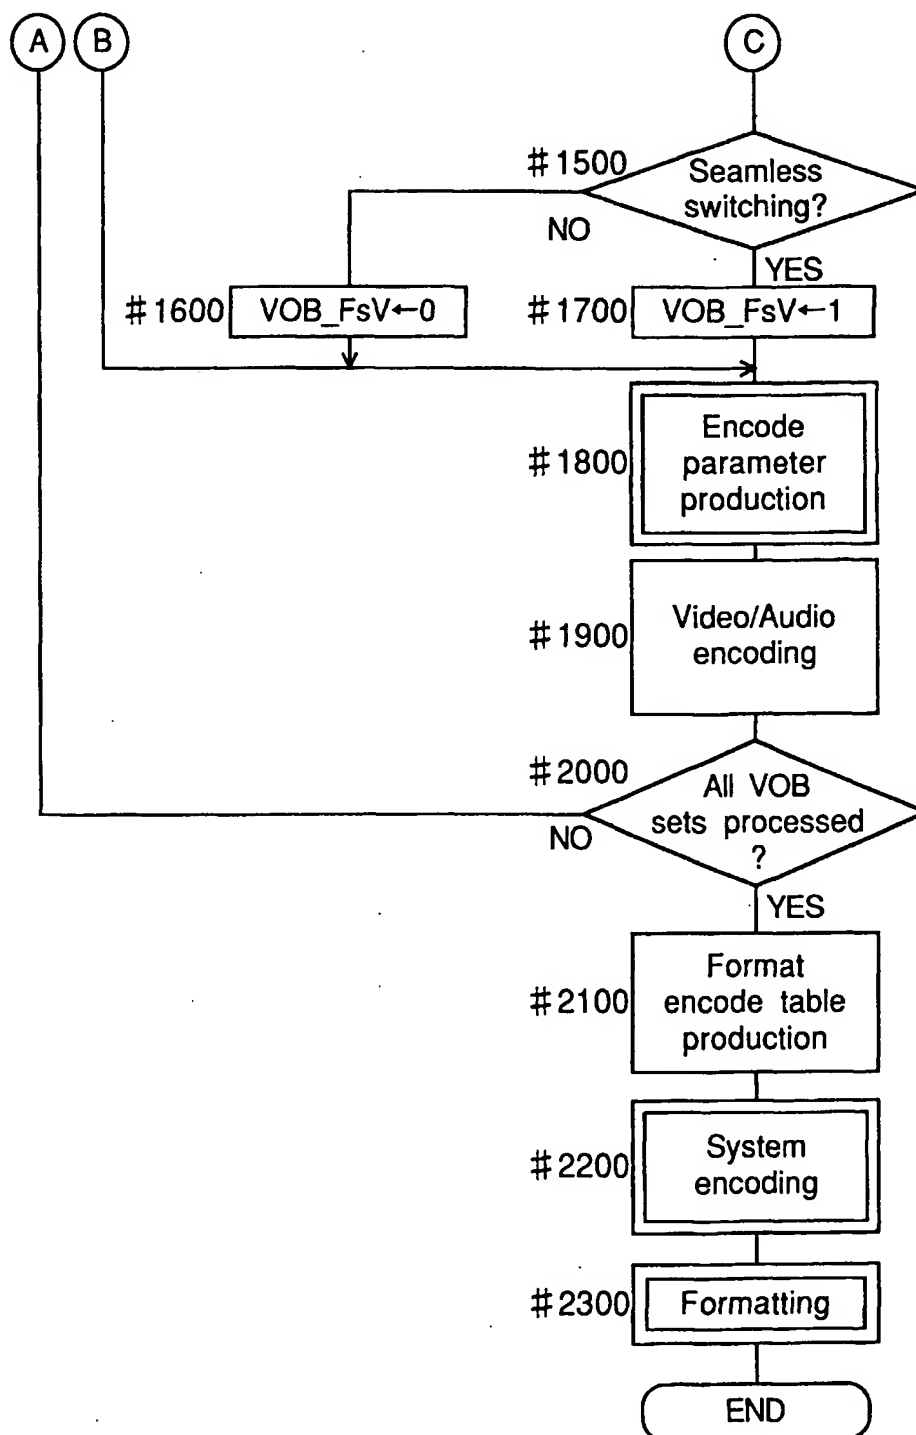 A B C
#1500
Seamless
switching?
NO
YES
#1600 VOB_FsV←0
#1700 VOB_FsV←1
#1800
Encode
parameter
production
#1900
Video/Audio
encoding
#2000
All VOB
sets processed
?
NO
YES
#2100
Format
encode table
production
#2200
System
encoding
#2300 Formatting
END